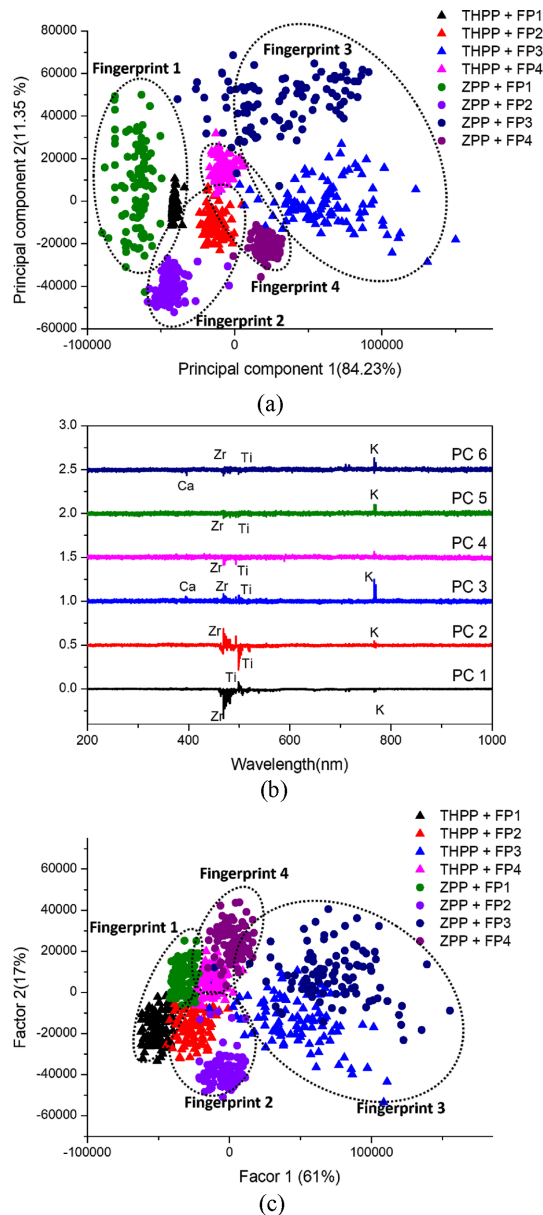 THPP + FP1
THPP + FP2
THPP + FP3
THPP + FP4
ZPP + FP1
ZPP + FP2
ZPP + FP3
ZPP + FP4
80000
60000
40000
20000
0
-20000
-40000
-60000
Principal component 2(11.35 %)
Fingerprint 1
Fingerprint 3
Fingerprint 4
Fingerprint 2
-100000
0
100000
Principal component 1(84.23%)
(a)
3.0
2.5
2.0
1.5
1.0
0.5
0.0
Zr Ti K PC 6
Ca
K PC 5
Zr Ti
PC 4
Zr Ti
Ca Zr Ti K PC 3
Zr K PC 2
Ti
Ti PC 1
Zr K
200 400 600 800 1000
Wavelength(nm)
(b)
THPP + FP1
THPP + FP2
THPP + FP3
THPP + FP4
ZPP + FP1
ZPP + FP2
ZPP + FP3
ZPP + FP4
80000
60000
40000
20000
0
-20000
-40000
-60000
Factor 2(17%)
Fingerprint 4
Fingerprint 1
Fingerprint 2
Fingerprint 3
-100000
0
100000
Facor 1 (61%)
(c)